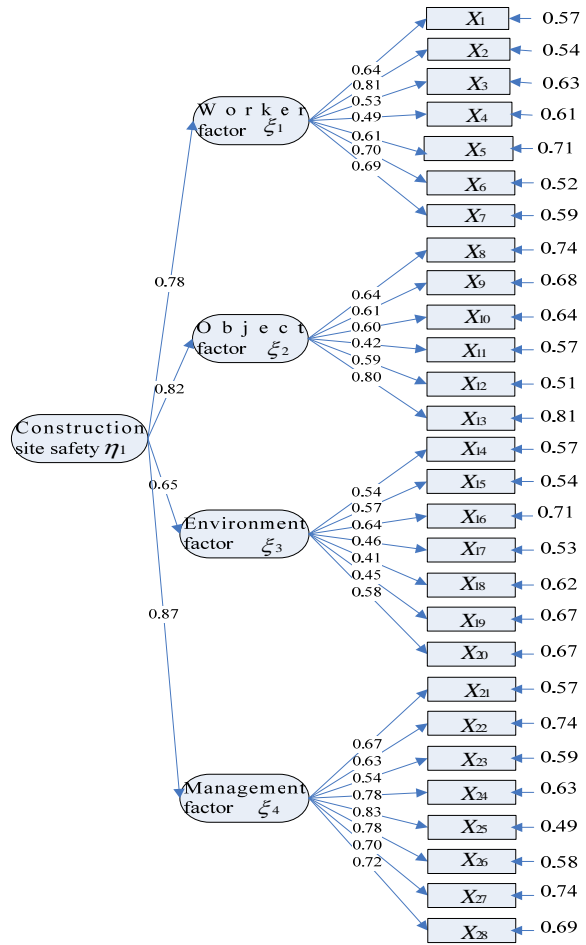 X1 0.57
X2 0.54
X3 0.63
X4 0.61
X5 0.71
X6 0.52
X7 0.59
0.64
0.81
0.53
0.49
0.61
0.70
0.69
Worker
factor ξ1
0.78
X8 0.74
X9 0.68
X10 0.64
X11 0.57
X12 0.51
X13 0.81
0.64
0.61
0.60
0.42
0.59
0.80
Object
factor ξ2
0.82
Construction
site safety η1
0.65
X14 0.57
X15 0.54
X16 0.71
X17 0.53
X18 0.62
X19 0.67
X20 0.67
0.54
0.57
0.64
0.46
0.41
0.45
0.58
Environment
factor ξ3
0.87
X21 0.57
X22 0.74
X23 0.59
X24 0.63
X25 0.49
X26 0.58
X27 0.74
X28 0.69
0.67
0.63
0.54
0.78
0.83
0.78
0.70
0.72
Management
factor ξ4